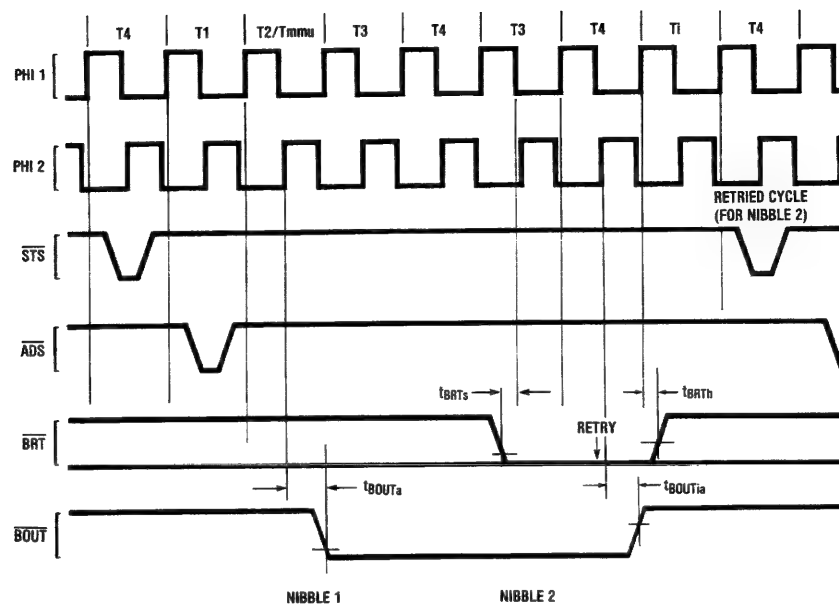 T4 T1 T2/Tmmu T3 T4 T3 T4 Ti T4
PHI 1
PHI 2
RETRIED CYCLE
(FOR NIBBLE 2)
STS
ADS
tBRTs
tBRTh
BRT
RETRY
tBOUTa
tBOUTia
BOUT
NIBBLE 1 NIBBLE 2